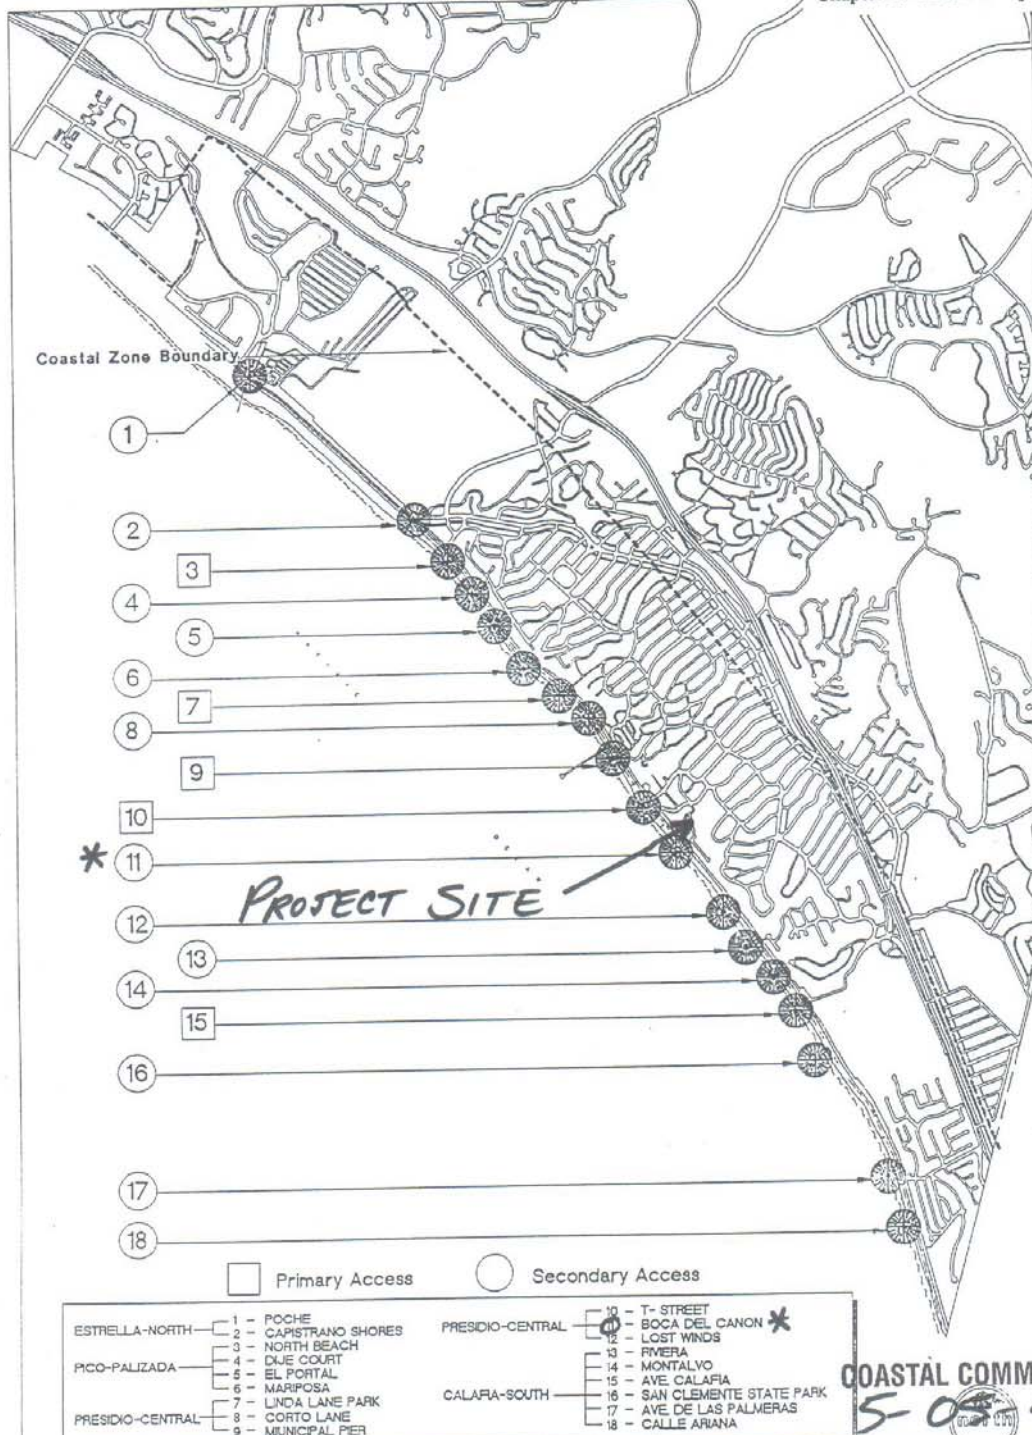 Coastal Zone Boundary
1
2
3
4
5
6
7
8
9
10
* 11
PROJECT SITE
12
13
14
15
16
17
18
Primary Access
Secondary Access
ESTRELLA-NORTH
1 - POCHE
2 - CAPISTRANO SHORES
PICO-PALIZADA
3 - NORTH BEACH
4 - DIJE COURT
5 - EL PORTAL
6 - MARIPOSA
PRESIDIO-CENTRAL
7 - LINDA LANE PARK
8 - CORTO LANE
9 - MUNICIPAL PIER
PRESIDIO-CENTRAL
10 - T- STREET
- BOCA DEL CANON *
12 - LOST WINDS
CALAFIA-SOUTH
13 - RIVIERA
14 - MONTALVO
15 - AVE. CALAFIA
16 - SAN CLEMENTE STATE PARK
17 - AVE. DE LAS PALMERAS
18 - CALLE ARIANA
COASTAL COMM
5-05-
north